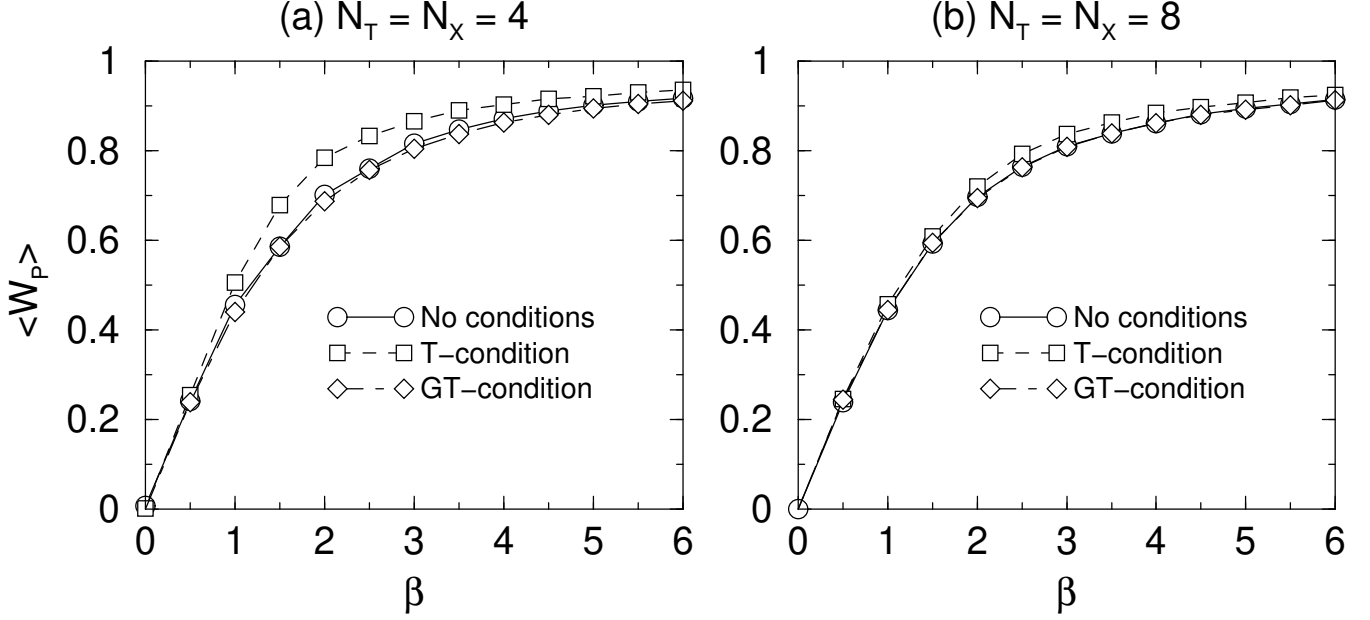 (a) N_T = N_X = 4
(b) N_T = N_X = 8
<W_P>
1
0.8
0.6
0.4
0.2
0
No conditions
T−condition
GT−condition
0 1 2 3 4 5 6
β
1
0.8
0.6
0.4
0.2
0
No conditions
T−condition
GT−condition
0 1 2 3 4 5 6
β